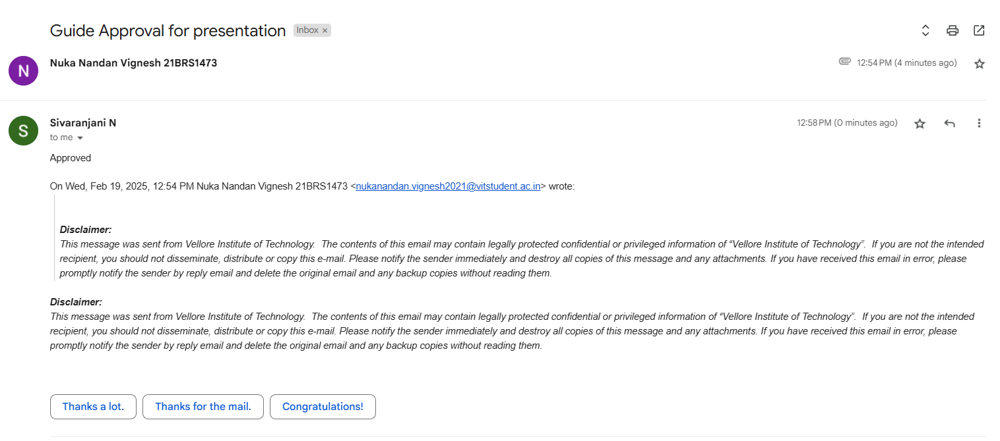 Guide Approval for presentation Inbox ×
N
Nuka Nandan Vignesh 21BRS1473
12:54 PM (4 minutes ago)
S
Sivaranjani N
12:58 PM (0 minutes ago)
to me
Approved
On Wed, Feb 19, 2025, 12:54 PM Nuka Nandan Vignesh 21BRS1473 <nukanandan.vignesh2021@vitstudent.ac.in> wrote:
Disclaimer:
This message was sent from Vellore Institute of Technology.  The contents of this email may contain legally protected confidential or privileged information of “Vellore Institute of Technology”.  If you are not the intended
recipient, you should not disseminate, distribute or copy this e-mail. Please notify the sender immediately and destroy all copies of this message and any attachments. If you have received this email in error, please
promptly notify the sender by reply email and delete the original email and any backup copies without reading them.
Disclaimer:
This message was sent from Vellore Institute of Technology.  The contents of this email may contain legally protected confidential or privileged information of “Vellore Institute of Technology”.  If you are not the intended
recipient, you should not disseminate, distribute or copy this e-mail. Please notify the sender immediately and destroy all copies of this message and any attachments. If you have received this email in error, please
promptly notify the sender by reply email and delete the original email and any backup copies without reading them.
Thanks a lot.
Thanks for the mail.
Congratulations!